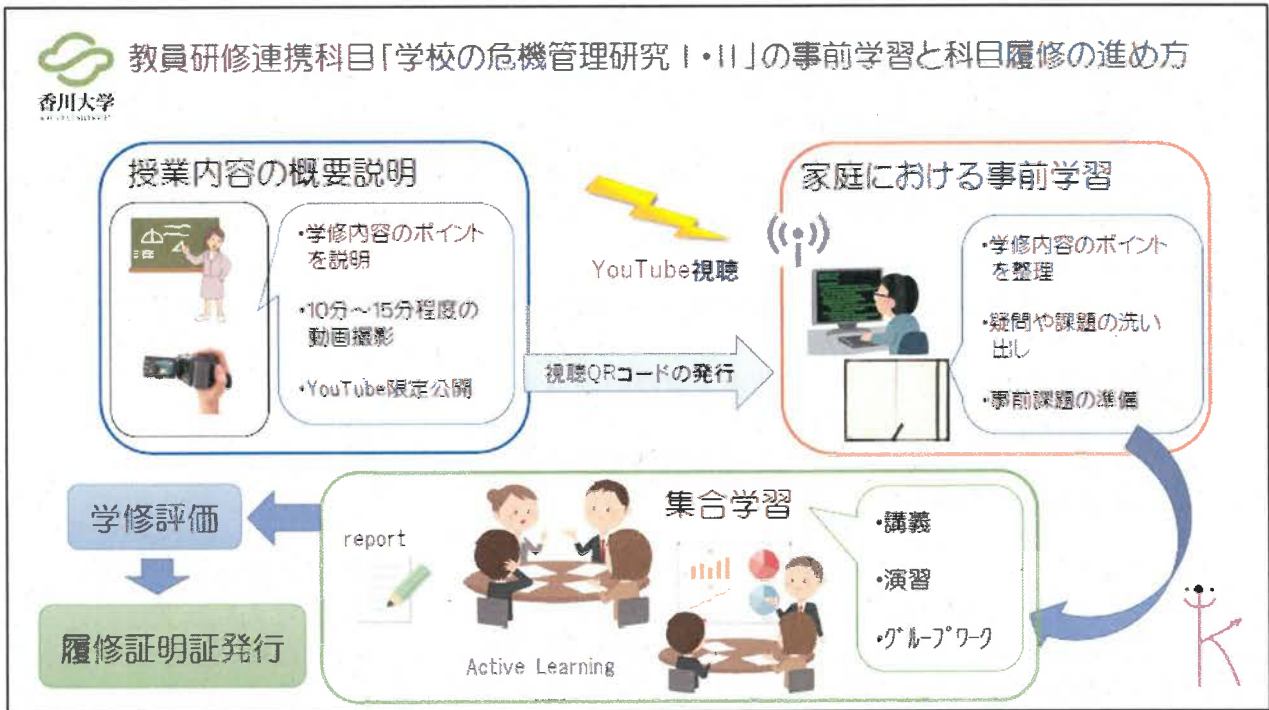 教員研修連携科目「学校の危機管理研究Ⅰ・Ⅱ」の事前学習と科目履修の進め方
香川大学
授業内容の概要説明
・学修内容のポイント
を説明
・10分～15分程度の
動画撮影
・YouTube限定公開
YouTube視聴
視聴QRコードの発行
家庭における事前学習
・学修内容のポイント
を整理
・疑問や課題の洗い
出し
・事前課題の準備
集合学習
・講義
・演習
・グループワーク
report
Active Learning
学修評価
履修証明証発行